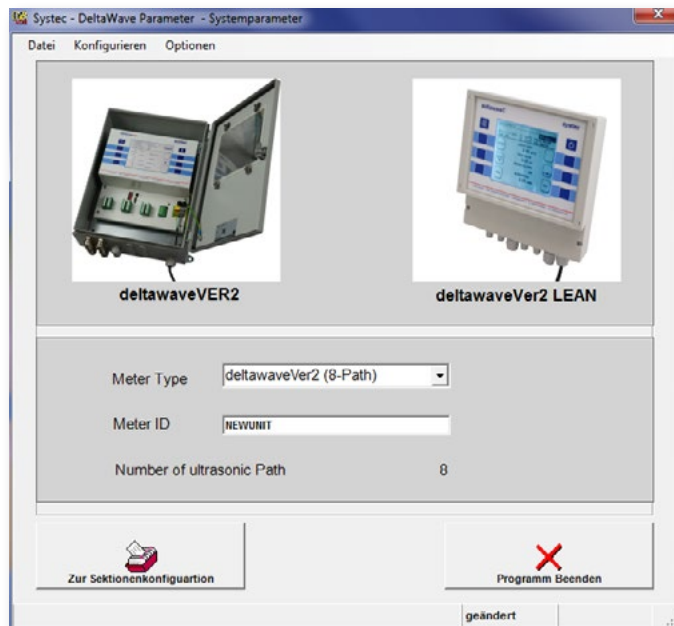 Systec - DeltaWave Parameter - Systemparameter
Datei Konfigurieren Optionen
deltawaveVER2
deltawaveVer2 LEAN
Meter Type
deltawaveVer2 (8-Path)
Meter ID
NEWUNIT
Number of ultrasonic Path 8
Zur Sektionenkonfiguartion
Programm Beenden
geändert